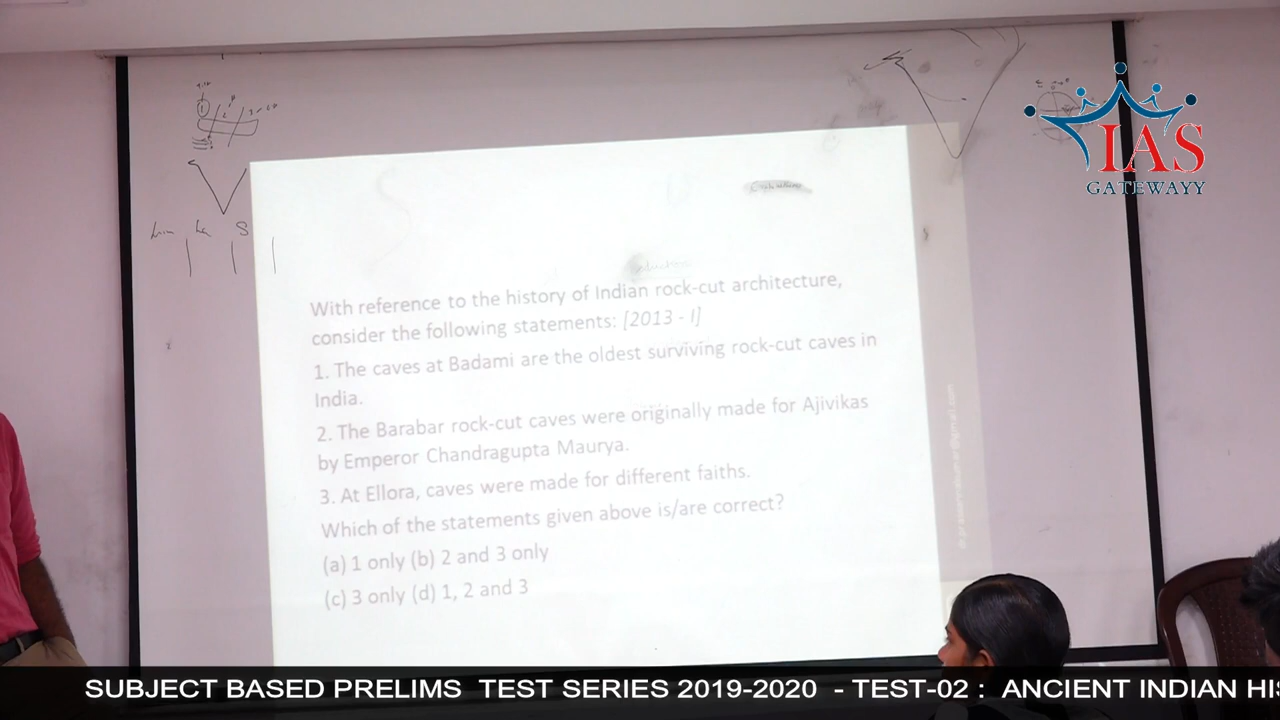 IAS
GATEWAYY
With reference to the history of Indian rock-cut architecture,
consider the following statements: [2013 - I]
1. The caves at Badami are the oldest surviving rock-cut caves in
India.
2. The Barabar rock-cut caves were originally made for Ajivikas
by Emperor Chandragupta Maurya.
3. At Ellora, caves were made for different faiths.
Which of the statements given above is/are correct?
(a) 1 only (b) 2 and 3 only
(c) 3 only (d) 1, 2 and 3
SUBJECT BASED PRELIMS TEST SERIES 2019-2020 - TEST-02 : ANCIENT INDIAN HIS